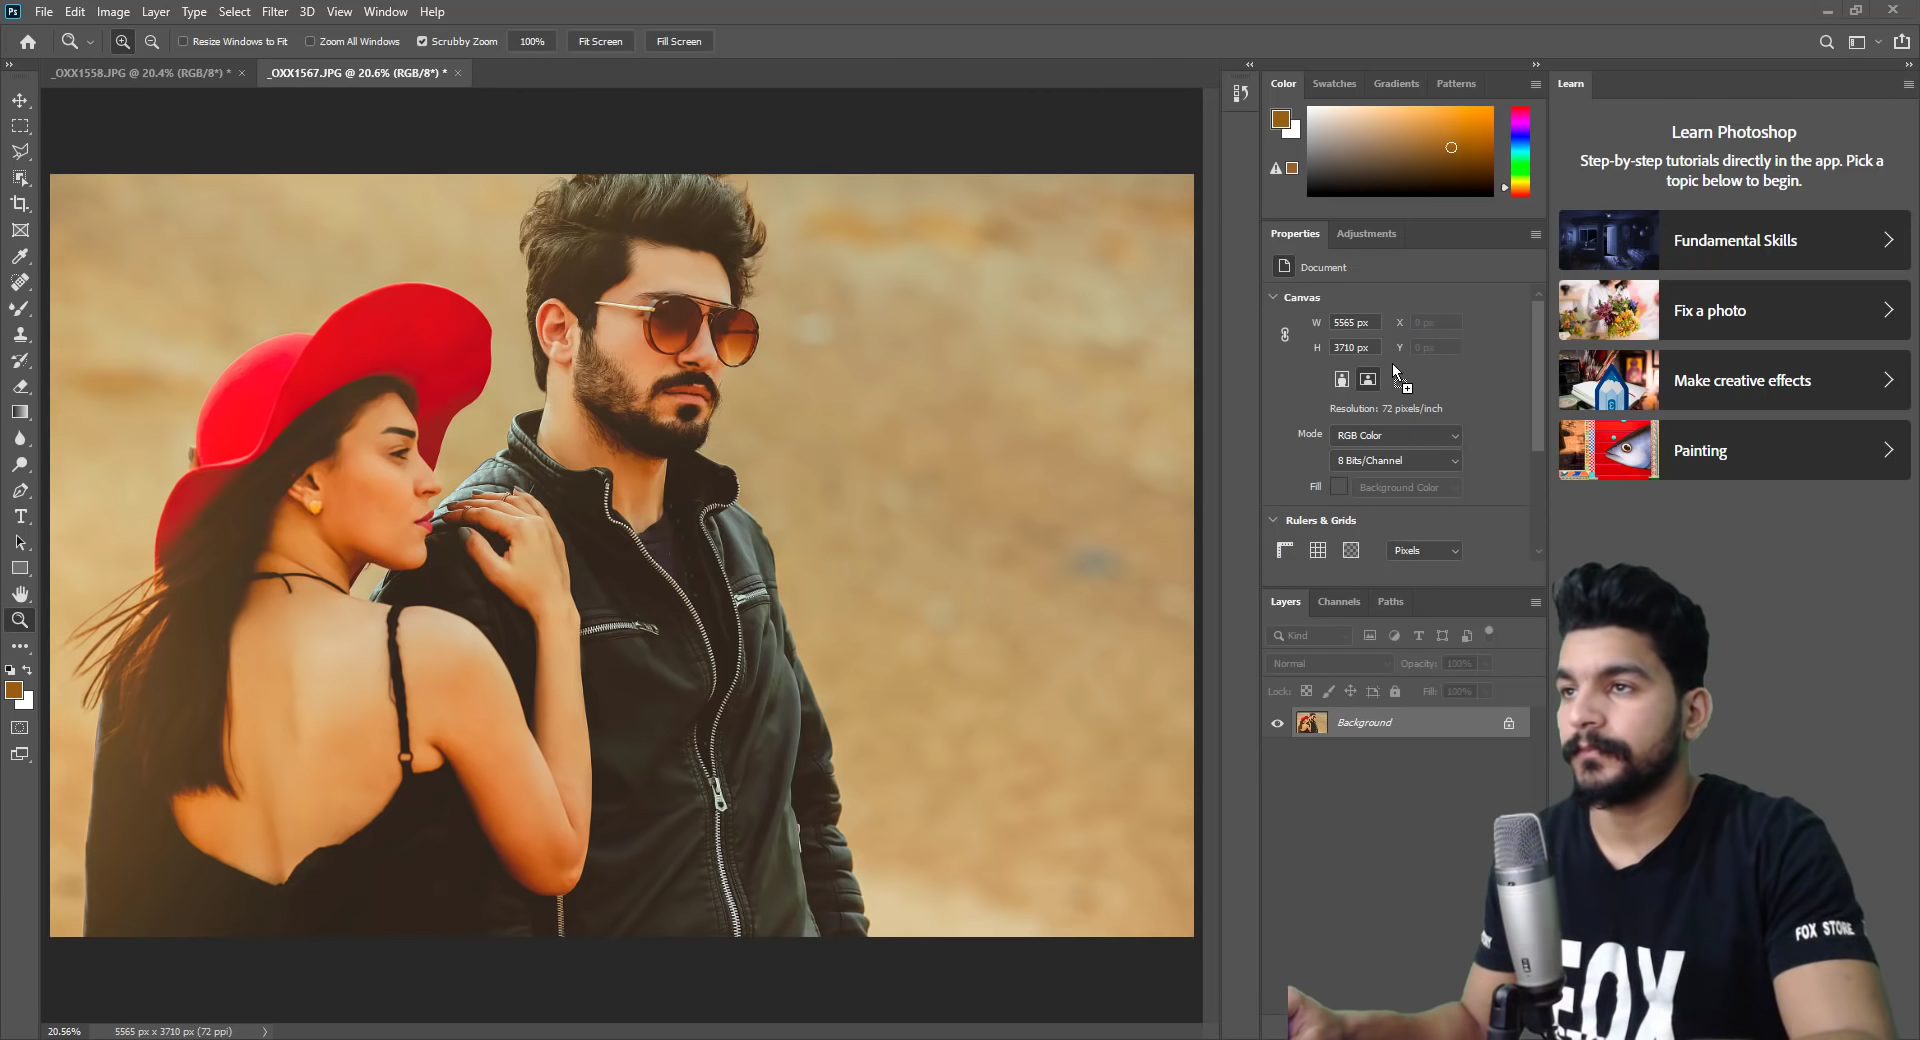 Ps File Edit Image Layer Type Select Filter 3D View Window Help
Resize Windows to Fit Zoom All Windows Scrubby Zoom 100% Fit Screen Fill Screen
_OXX1558.JPG @ 20.4% (RGB/8*) * × _OXX1567.JPG @ 20.6% (RGB/8*) * ×
Color Swatches Gradients Patterns
Properties Adjustments
Document
Canvas
W 5565 px X 0 px
H 3710 px Y 0 px
Resolution: 72 pixels/inch
Mode RGB Color
8 Bits/Channel
Fill Background Color
Rulers & Grids
Pixels
Layers Channels Paths
Kind
Normal Opacity: 100%
Lock: Fill: 100%
Background
Learn
Learn Photoshop
Step-by-step tutorials directly in the app. Pick a
topic below to begin.
Fundamental Skills
Fix a photo
Make creative effects
Painting
FOX STORE
FOX
20.56% 5565 px x 3710 px (72 ppi)